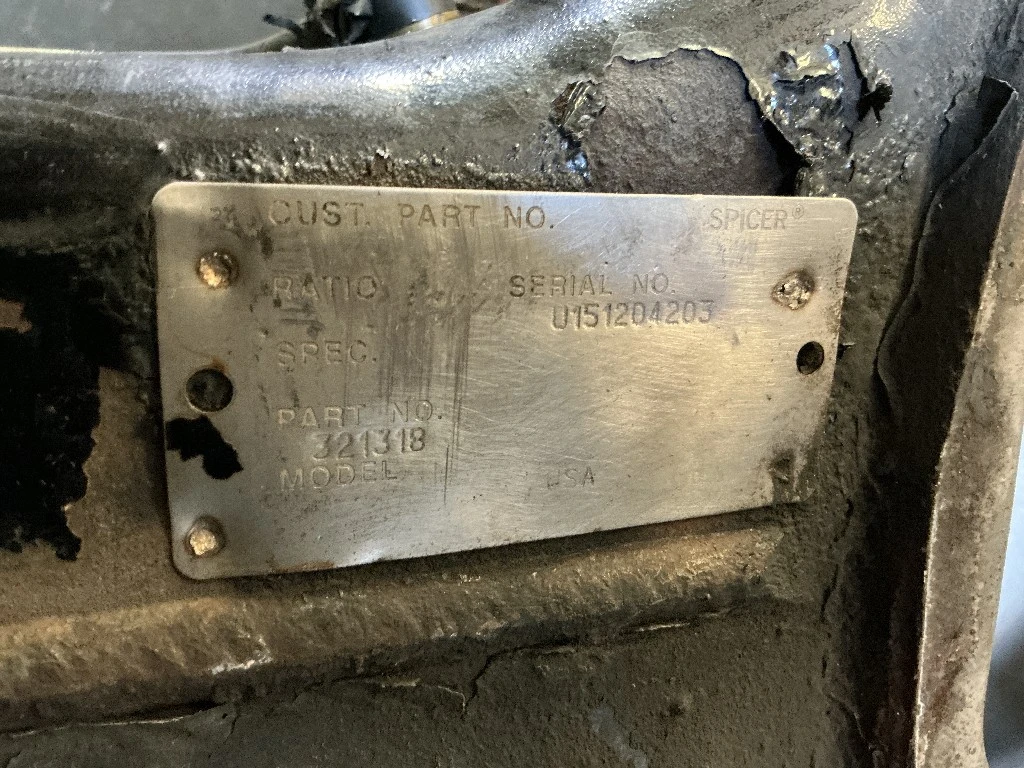 CUST. PART NO. SPICER®
RATIO SERIAL NO.
U151204203
SPEC.
PART NO.
321318
MODEL USA